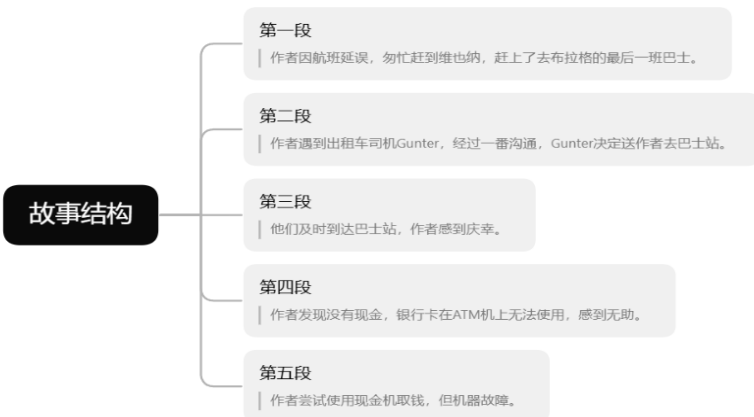 故事结构
第一段
作者因航班延误，匆忙赶到维也纳，赶上了去布拉格的最后一班巴士。
第二段
作者遇到出租车司机Gunter，经过一番沟通，Gunter决定送作者去巴士站。
第三段
他们及时到达巴士站，作者感到庆幸。
第四段
作者发现没有现金，银行卡在ATM机上无法使用，感到无助。
第五段
作者尝试使用现金机取钱，但机器故障。